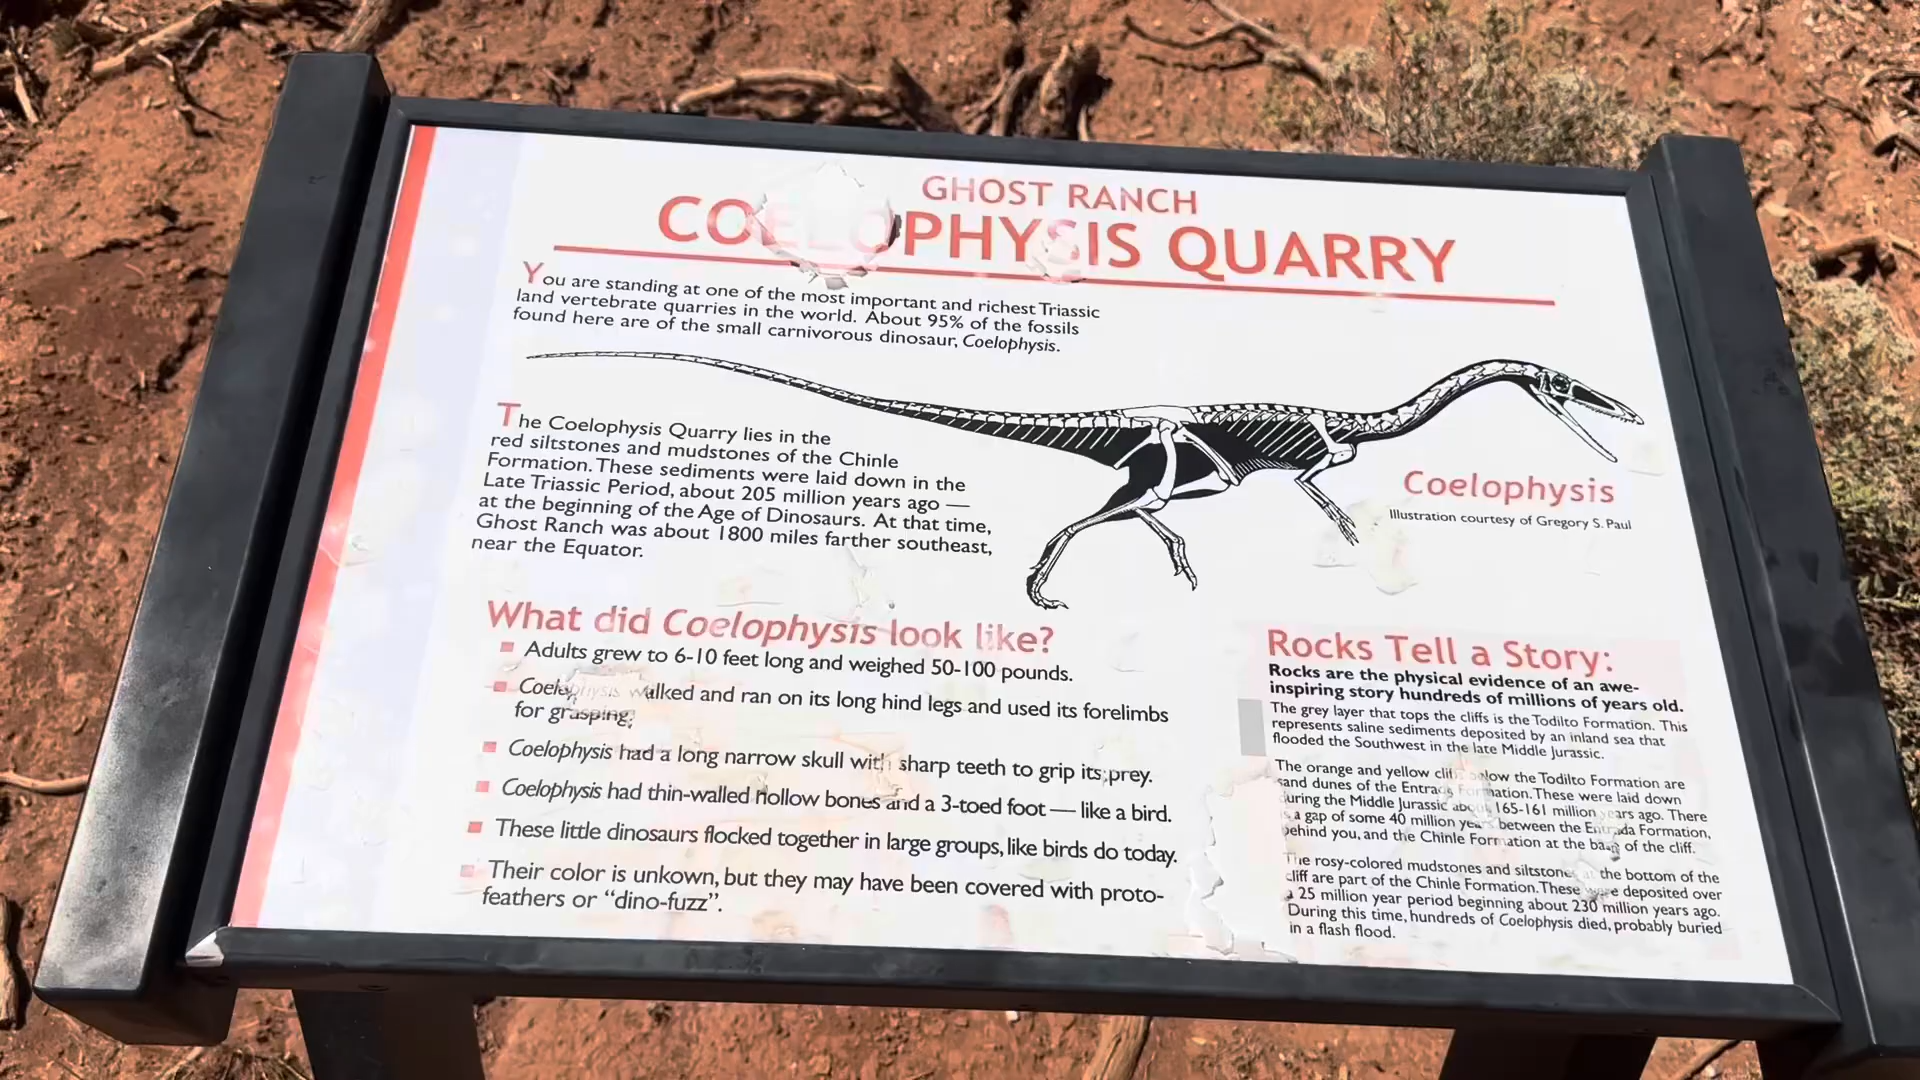 GHOST RANCH
COELOPHYSIS QUARRY
You are standing at one of the most important and richest Triassic
land vertebrate quarries in the world. About 95% of the fossils
found here are of the small carnivorous dinosaur, Coelophysis.
The Coelophysis Quarry lies in the
red siltstones and mudstones of the Chinle
Formation. These sediments were laid down in the
Late Triassic Period, about 205 million years ago —
at the beginning of the Age of Dinosaurs. At that time,
Ghost Ranch was about 1800 miles farther southeast,
near the Equator.
Coelophysis
Illustration courtesy of Gregory S. Paul
What did Coelophysis look like?
Adults grew to 6-10 feet long and weighed 50-100 pounds.
Coelophysis walked and ran on its long hind legs and used its forelimbs
for grasping.
Coelophysis had a long narrow skull with sharp teeth to grip its prey.
Coelophysis had thin-walled hollow bones and a 3-toed foot — like a bird.
These little dinosaurs flocked together in large groups, like birds do today.
Their color is unkown, but they may have been covered with proto-
feathers or “dino-fuzz”.
Rocks Tell a Story:
Rocks are the physical evidence of an awe-
inspiring story hundreds of millions of years old.
The grey layer that tops the cliffs is the Todilto Formation. This
represents saline sediments deposited by an inland sea that
flooded the Southwest in the late Middle Jurassic.
The orange and yellow cliffs below the Todilto Formation are
sand dunes of the Entrada Formation. These were laid down
during the Middle Jurassic about 165-161 million years ago. There
is a gap of some 40 million years between the Entrada Formation,
behind you, and the Chinle Formation at the base of the cliff.
The rosy-colored mudstones and siltstones at the bottom of the
cliff are part of the Chinle Formation. These were deposited over
a 25 million year period beginning about 230 million years ago.
During this time, hundreds of Coelophysis died, probably buried
in a flash flood.